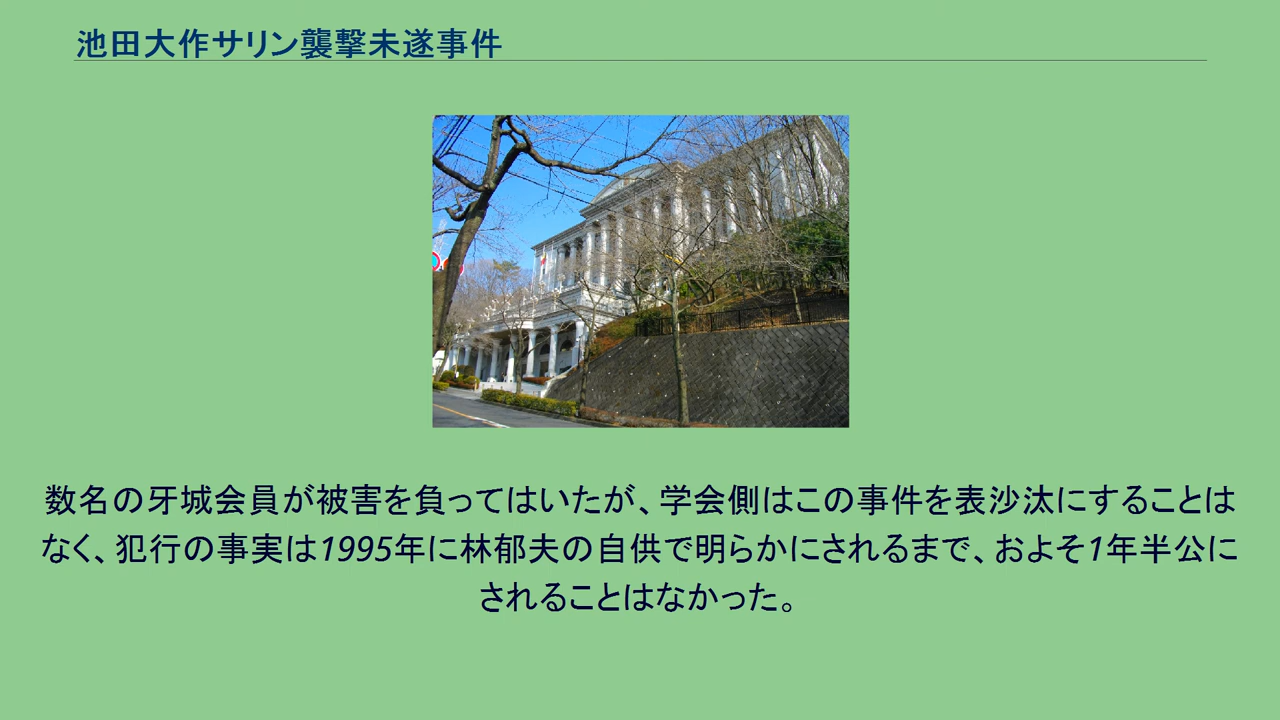 池田大作サリン襲撃未遂事件
数名の牙城会員が被害を負ってはいたが、学会側はこの事件を表沙汰にすることは
なく、犯行の事実は1995年に林郁夫の自供で明らかにされるまで、およそ1年半公に
されることはなかった。